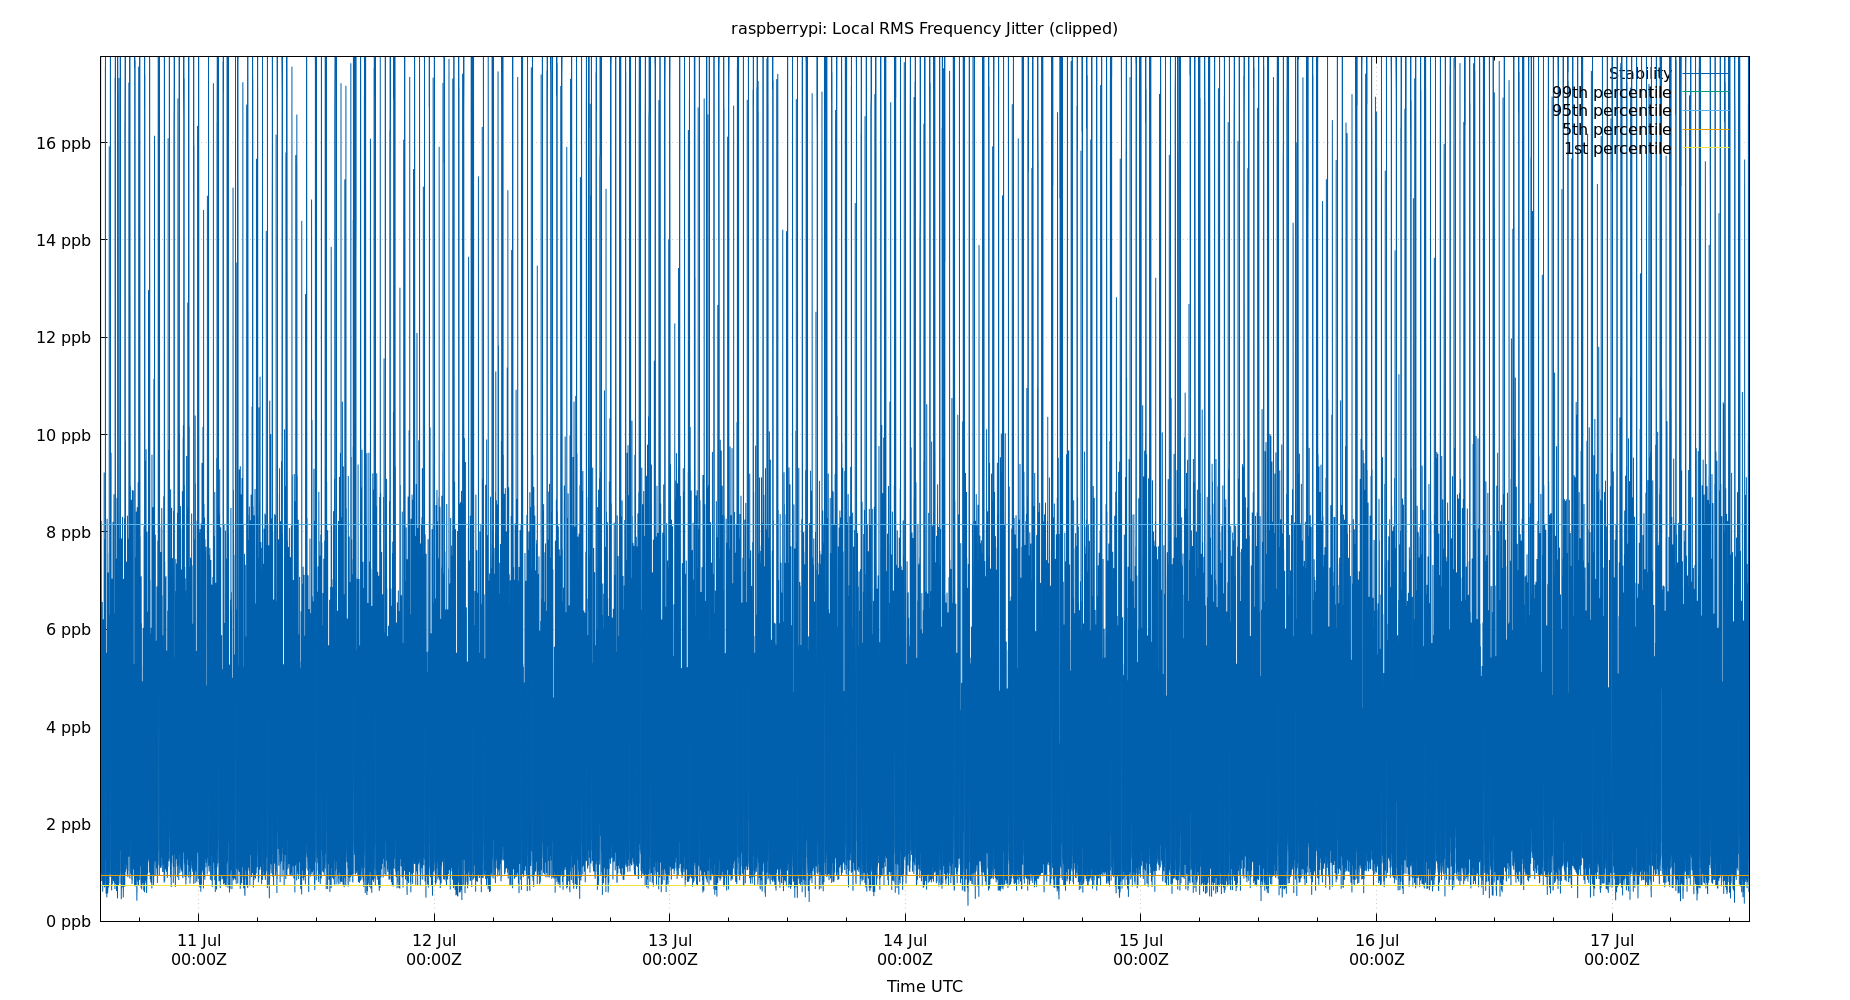 raspberrypi: Local RMS Frequency Jitter (clipped)
Stability
99th percentile
95th percentile
5th percentile
1st percentile
16 ppb
14 ppb
12 ppb
10 ppb
8 ppb
6 ppb
4 ppb
2 ppb
0 ppb
11 Jul 12 Jul 13 Jul 14 Jul 15 Jul 16 Jul 17 Jul
00:00Z 00:00Z 00:00Z 00:00Z 00:00Z 00:00Z 00:00Z
Time UTC